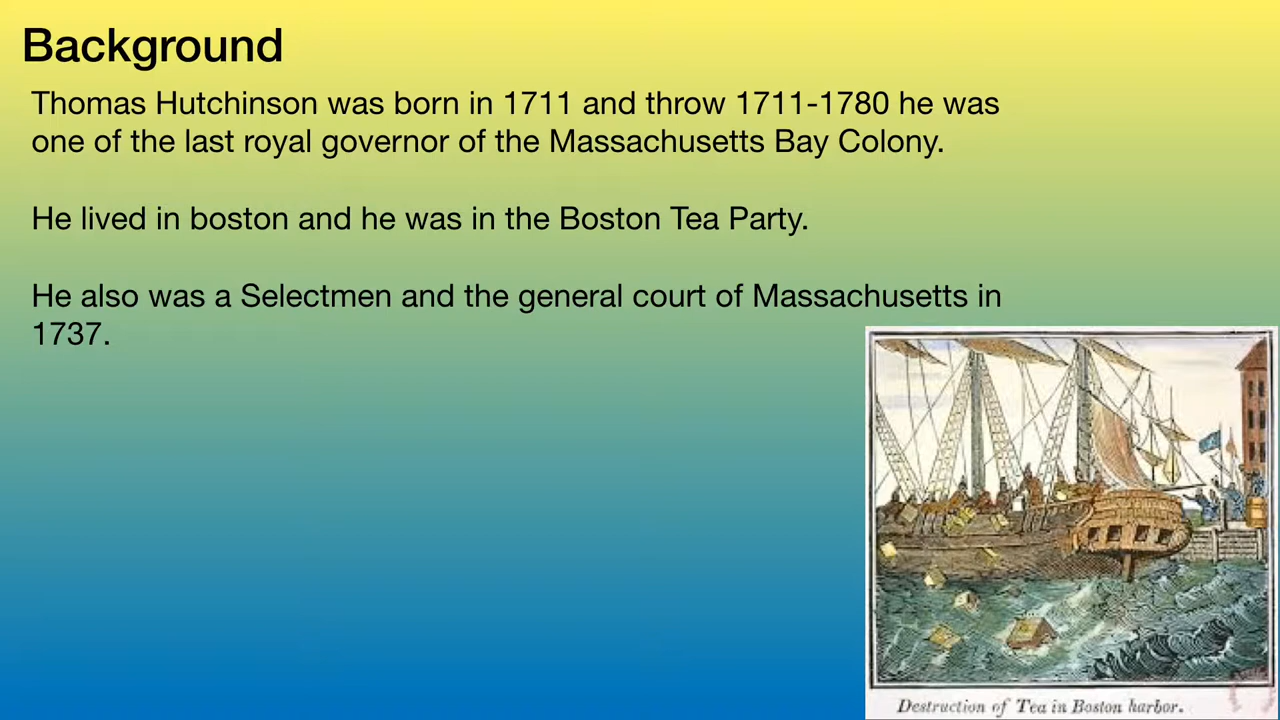 Background
Thomas Hutchinson was born in 1711 and throw 1711-1780 he was
one of the last royal governor of the Massachusetts Bay Colony.
He lived in boston and he was in the Boston Tea Party.
He also was a Selectmen and the general court of Massachusetts in
1737.
Destruction of Tea in Boston harbor.